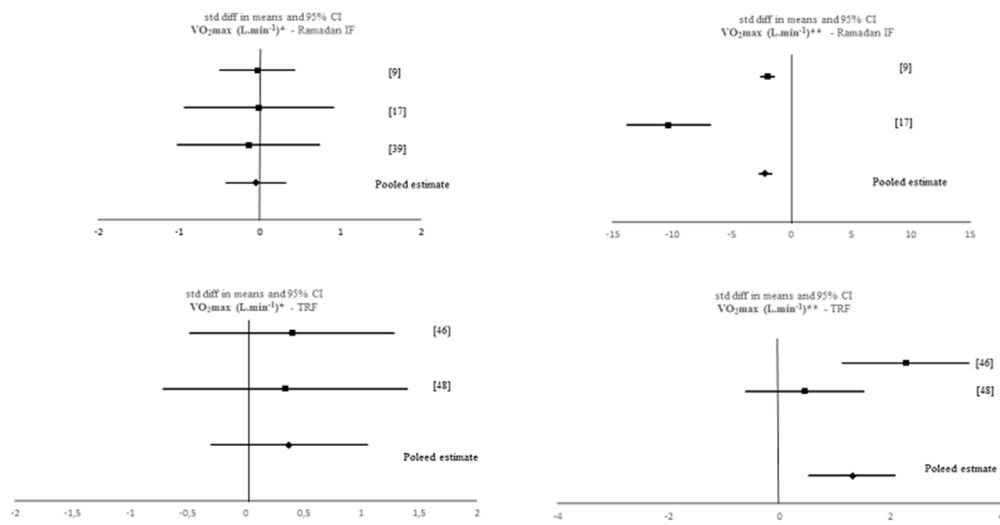 std diff in means and 95% CI
VO₂max (L.min⁻¹)* - Ramadan IF
[9]
[17]
[39]
Pooled estimate
-2 -1 0 1 2
std diff in means and 95% CI
VO₂max (L.min⁻¹)** - Ramadan IF
[9]
[17]
Pooled estimate
-15 -10 -5 0 5 10 15
std diff in means and 95% CI
VO₂max (L.min⁻¹)* - TRF
[46]
[48]
Poleed estimate
-2 -1,5 -1 -0,5 0 0,5 1 1,5 2
std diff in means and 95% CI
VO₂max (L.min⁻¹)** - TRF
[46]
[48]
Poleed estmate
-4 -2 0 2